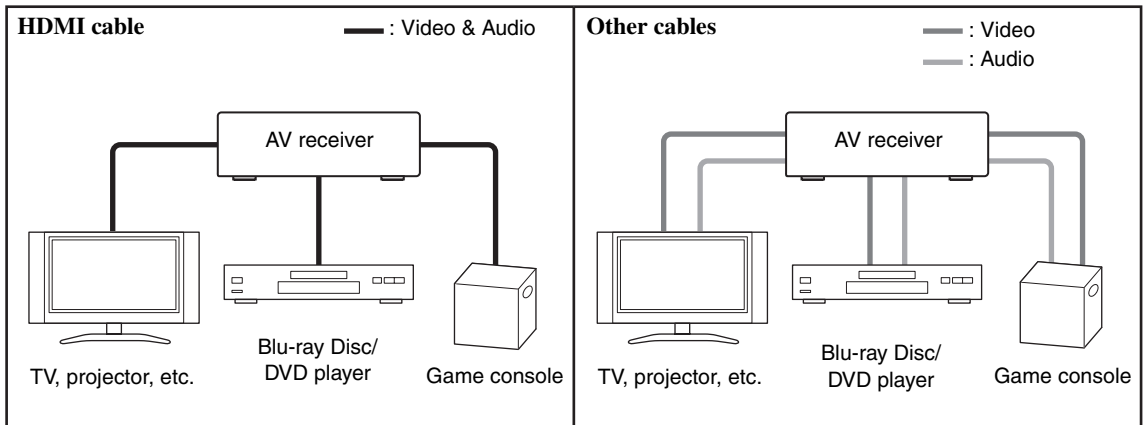 HDMI cable
: Video & Audio
AV receiver
TV, projector, etc.
Blu-ray Disc/
DVD player
Game console
Other cables
: Video
: Audio
AV receiver
TV, projector, etc.
Blu-ray Disc/
DVD player
Game console